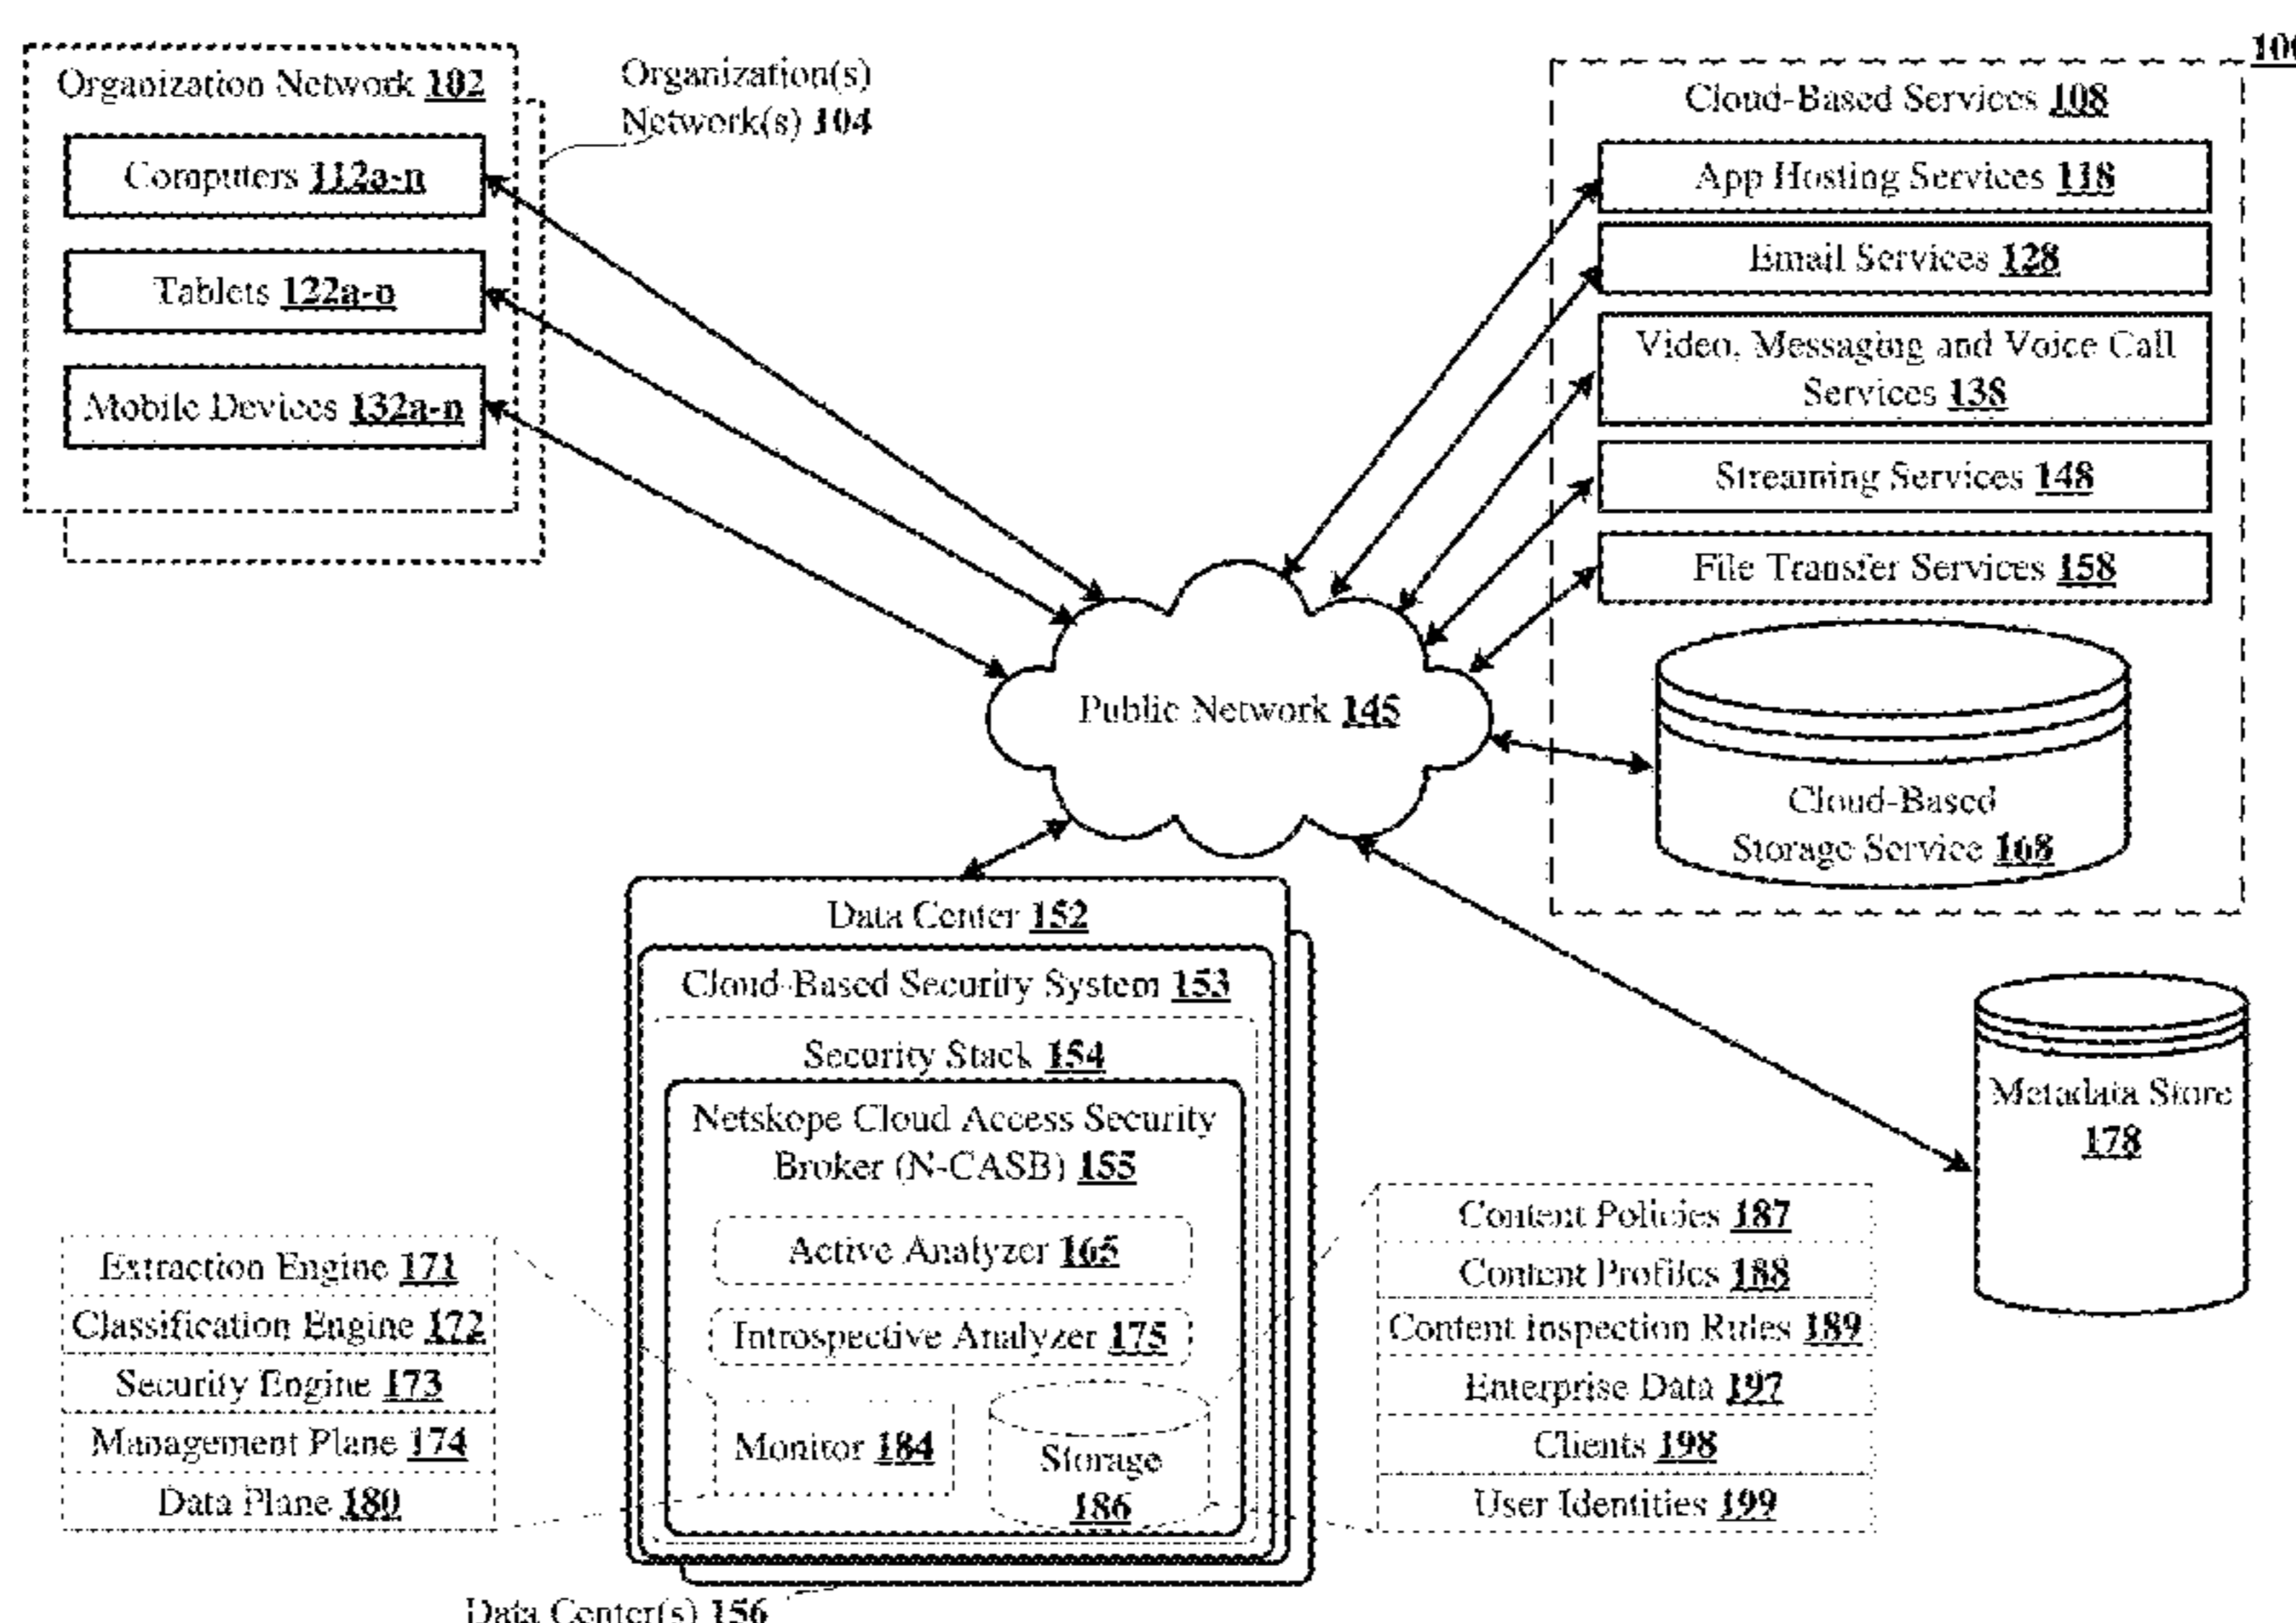 100
Organization Network 102
Computers 112a-n
Tablets 122a-n
Mobile Devices 132a-n
Organization(s)
Network(s) 104
Cloud-Based Services 108
App Hosting Services 118
Email Services 128
Video, Messaging and Voice Call
Services 138
Streaming Services 148
File Transfer Services 158
Cloud-Based
Storage Service 168
Public Network 145
Metadata Store
178
Data Center 152
Cloud-Based Security System 153
Security Stack 154
Netskope Cloud Access Security
Broker (N-CASB) 155
Active Analyzer 165
Introspective Analyzer 175
Monitor 184
Storage
186
Extraction Engine 171
Classification Engine 172
Security Engine 173
Management Plane 174
Data Plane 180
Content Policies 187
Content Profiles 188
Content Inspection Rules 189
Enterprise Data 197
Clients 198
User Identities 199
Data Center(s) 156